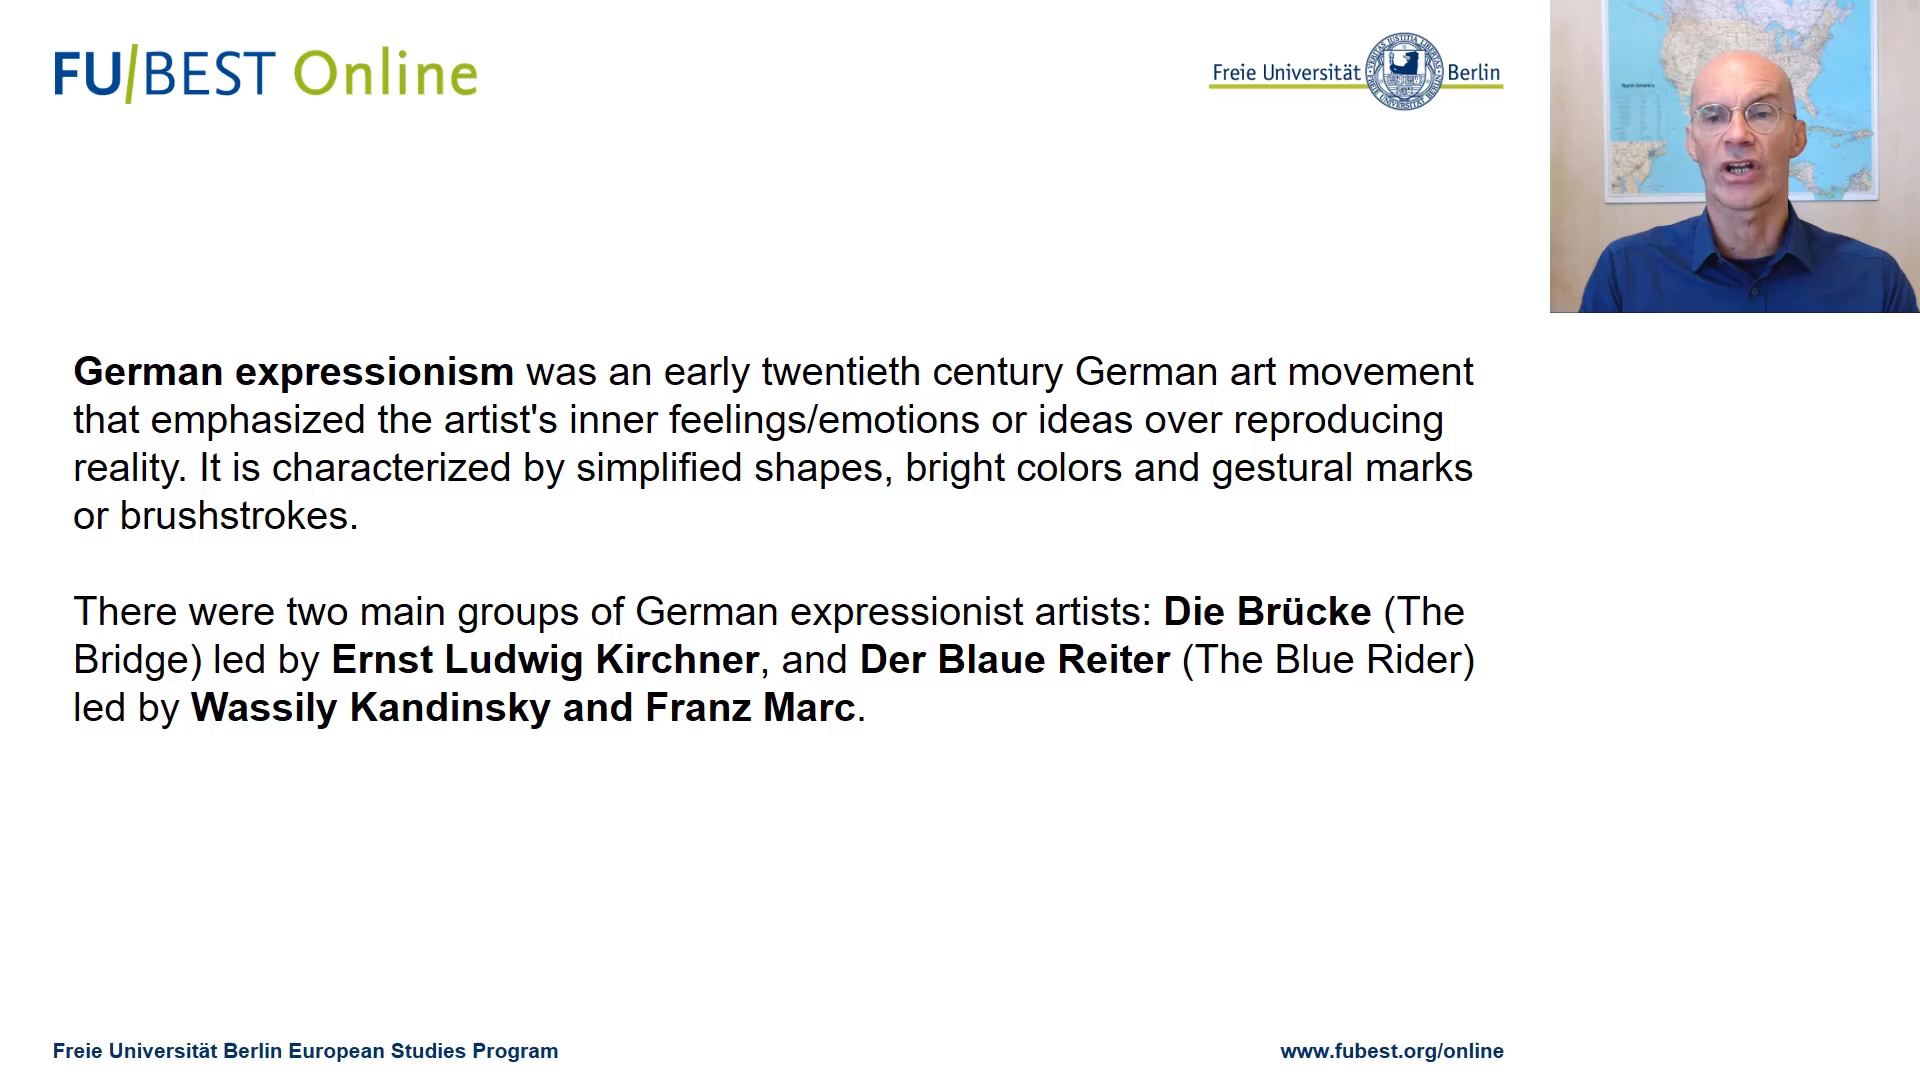 FU/BEST Online
Freie Universität Berlin
North America
German expressionism was an early twentieth century German art movement
that emphasized the artist's inner feelings/emotions or ideas over reproducing
reality. It is characterized by simplified shapes, bright colors and gestural marks
or brushstrokes.
There were two main groups of German expressionist artists: Die Brücke (The
Bridge) led by Ernst Ludwig Kirchner, and Der Blaue Reiter (The Blue Rider)
led by Wassily Kandinsky and Franz Marc.
Freie Universität Berlin European Studies Program
www.fubest.org/online